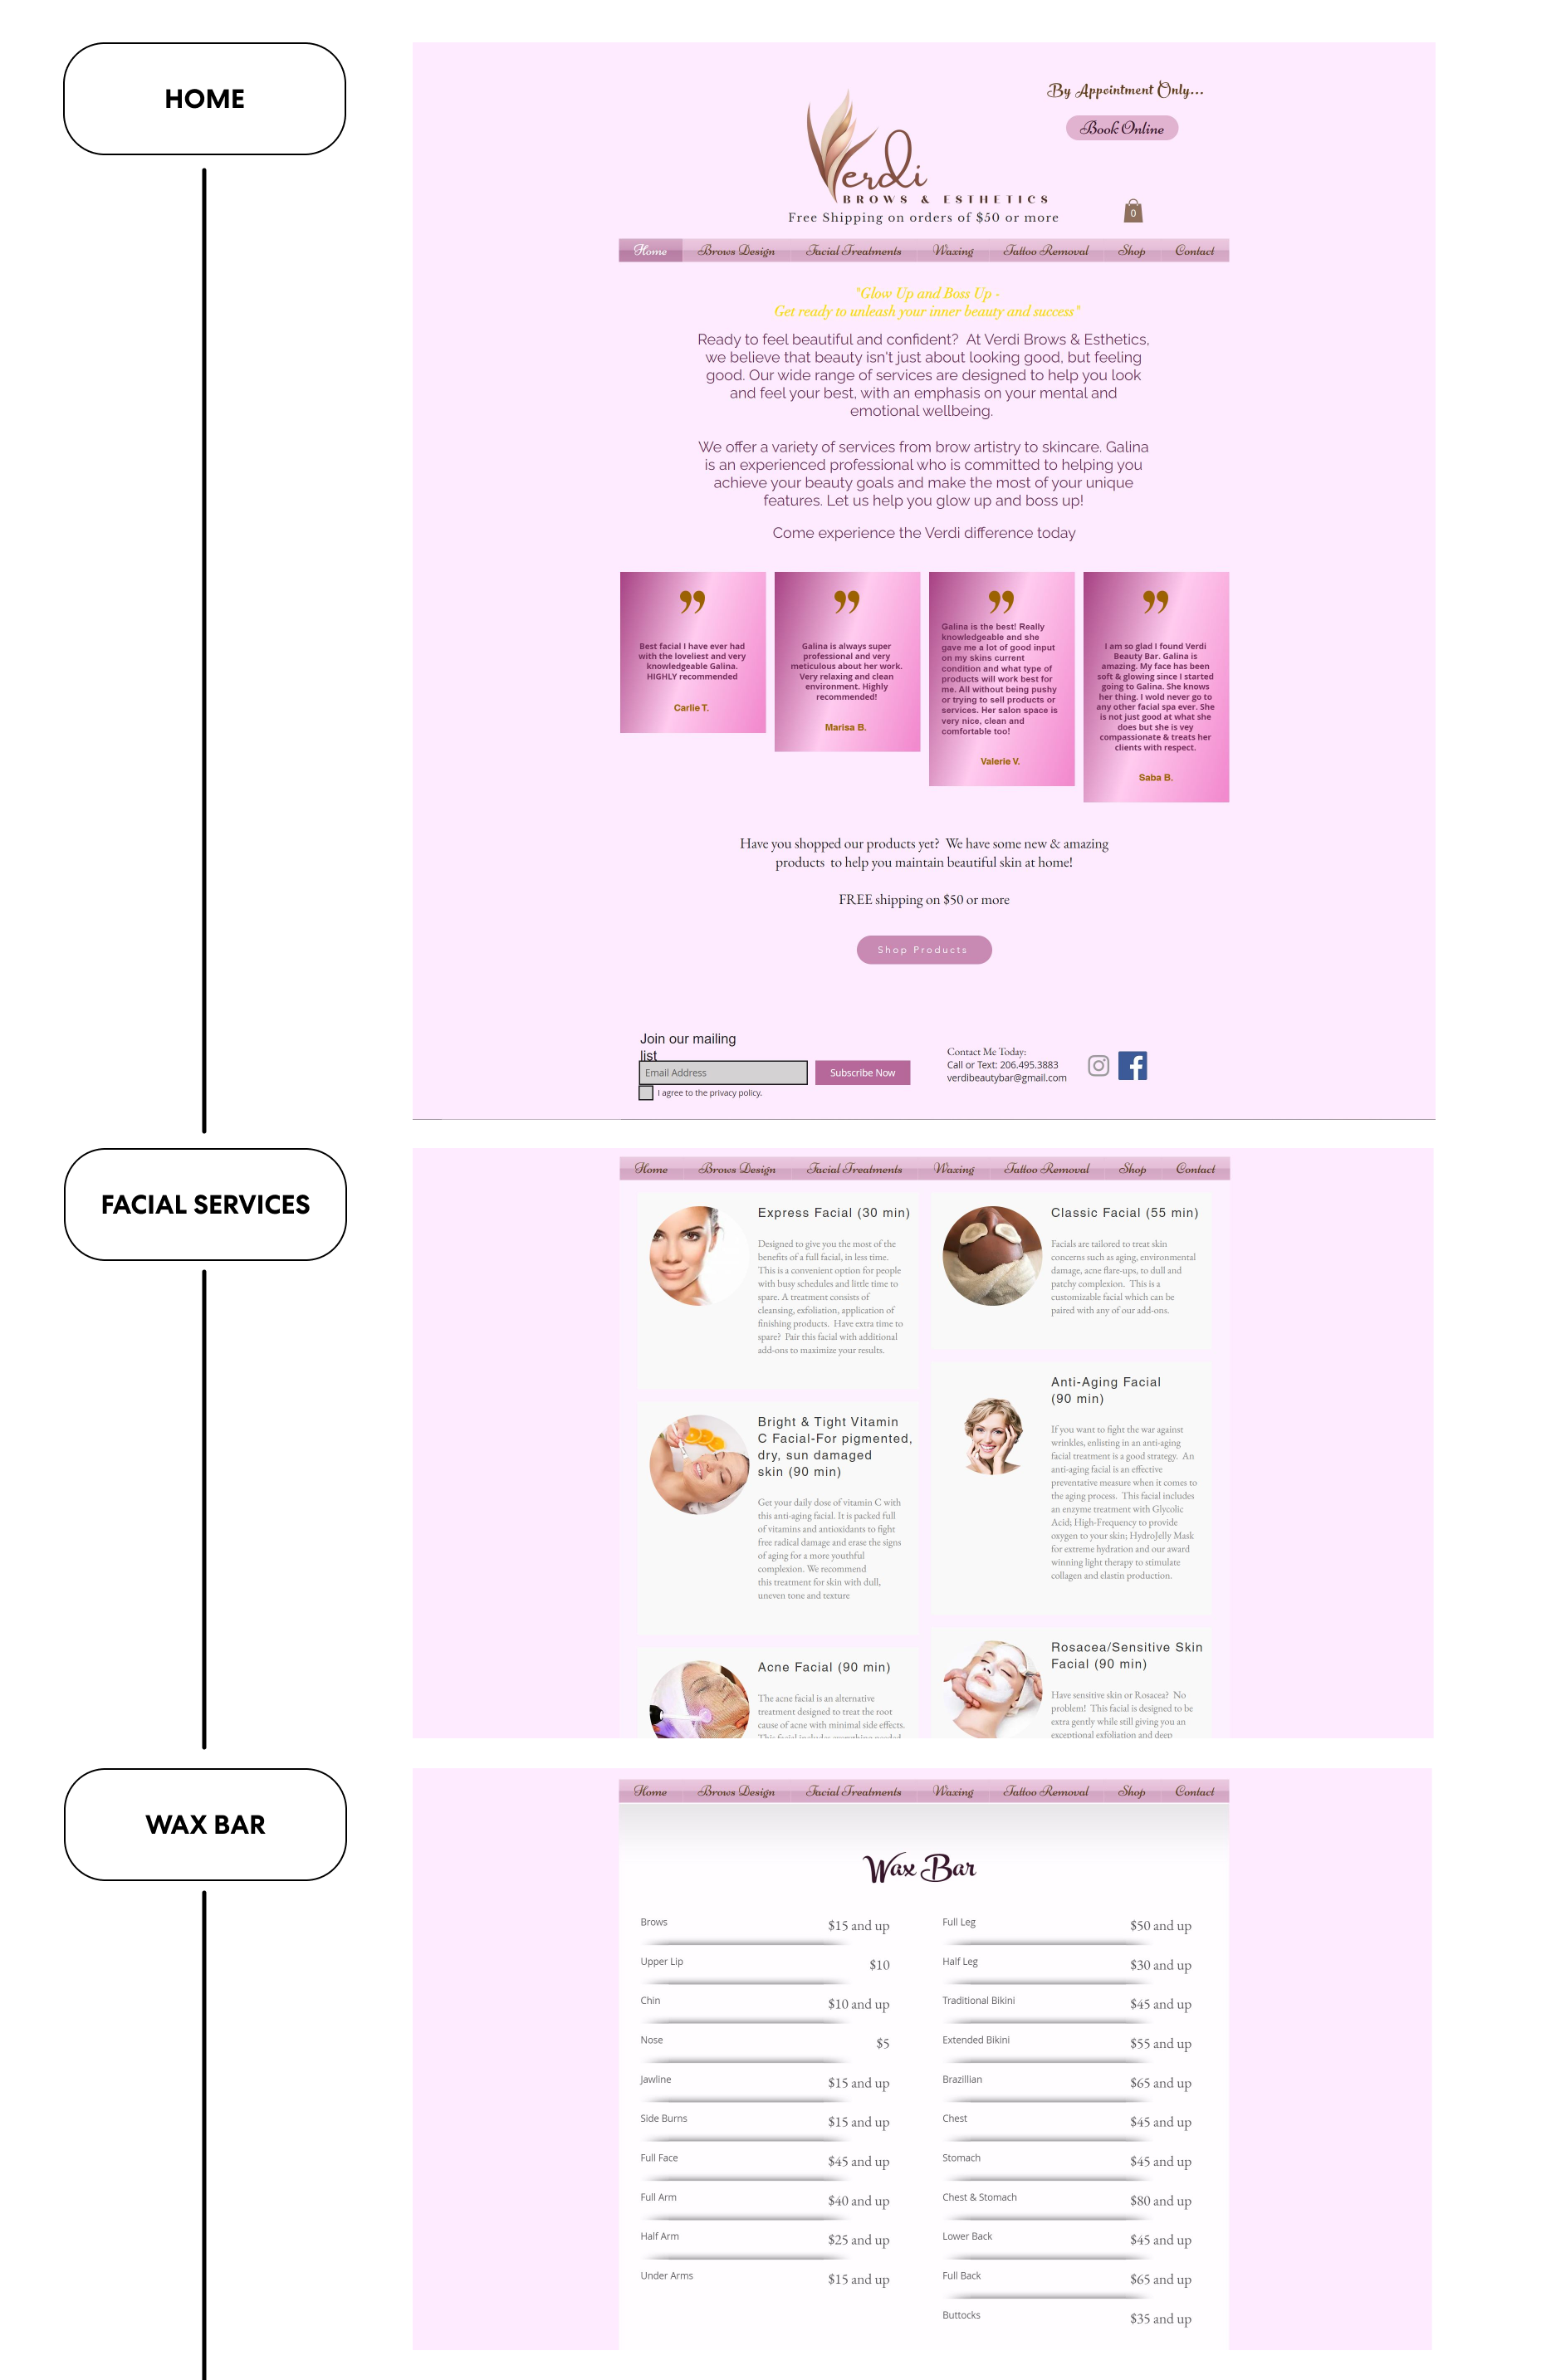 HOME
By Appointment Only...
Book Online
Verdi
BROWS & ESTHETICS
Free Shipping on orders of $50 or more
0
Home Brows Design Facial Treatments Waxing Tattoo Removal Shop Contact
"Glow Up and Boss Up -
Get ready to unleash your inner beauty and success"
Ready to feel beautiful and confident? At Verdi Brows & Esthetics,
we believe that beauty isn't just about looking good, but feeling
good. Our wide range of services are designed to help you look
and feel your best, with an emphasis on your mental and
emotional wellbeing.
We offer a variety of services from brow artistry to skincare. Galina
is an experienced professional who is committed to helping you
achieve your beauty goals and make the most of your unique
features. Let us help you glow up and boss up!
Come experience the Verdi difference today
”
Best facial I have ever had
with the loveliest and very
knowledgeable Galina.
HIGHLY recommended
Carlie T.
”
Galina is always super
professional and very
meticulous about her work.
Very relaxing and clean
environment. Highly
recommended!
Marisa B.
”
Galina is the best! Really
knowledgeable and she
gave me a lot of good input
on my skins current
condition and what type of
products will work best for
me. All without being pushy
or trying to sell products or
services. Her salon space is
very nice, clean and
comfortable too!
Valerie V.
”
I am so glad I found Verdi
Beauty Bar. Galina is
amazing. My face has been
soft & glowing since I started
going to Galina. She knows
her thing. I wold never go to
any other facial spa ever. She
is not just good at what she
does but she is vey
compassionate & treats her
clients with respect.
Saba B.
Have you shopped our products yet? We have some new & amazing
products to help you maintain beautiful skin at home!
FREE shipping on $50 or more
Shop Products
Join our mailing
list
Email Address
Subscribe Now
I agree to the privacy policy.
Contact Me Today:
Call or Text: 206.495.3883
verdibeautybar@gmail.com
FACIAL SERVICES
Home Brows Design Facial Treatments Waxing Tattoo Removal Shop Contact
Express Facial (30 min)
Designed to give you the most of the
benefits of a full facial, in less time.
This is a convenient option for people
with busy schedules and little time to
spare. A treatment consists of
cleansing, exfoliation, application of
finishing products. Have extra time to
spare? Pair this facial with additional
add-ons to maximize your results.
Classic Facial (55 min)
Facials are tailored to treat skin
concerns such as aging, environmental
damage, acne flare-ups, to dull and
patchy complexion. This is a
customizable facial which can be
paired with any of our add-ons.
Bright & Tight Vitamin
C Facial-For pigmented,
dry, sun damaged
skin (90 min)
Get your daily dose of vitamin C with
this anti-aging facial. It is packed full
of vitamins and antioxidants to fight
free radical damage and erase the signs
of aging for a more youthful
complexion. We recommend
this treatment for skin with dull,
uneven tone and texture
Anti-Aging Facial
(90 min)
If you want to fight the war against
wrinkles, enlisting in an anti-aging
facial treatment is a good strategy. An
anti-aging facial is an effective
preventative measure when it comes to
the aging process. This facial includes
an enzyme treatment with Glycolic
Acid; High-Frequency to provide
oxygen to your skin; HydroJelly Mask
for extreme hydration and our award
winning light therapy to stimulate
collagen and elastin production.
Acne Facial (90 min)
The acne facial is an alternative
treatment designed to treat the root
cause of acne with minimal side effects.
This facial includes everything needed
Rosacea/Sensitive Skin
Facial (90 min)
Have sensitive skin or Rosacea? No
problem! This facial is designed to be
extra gently while still giving you an
exceptional exfoliation and deep
WAX BAR
Home Brows Design Facial Treatments Waxing Tattoo Removal Shop Contact
Wax Bar
Brows $15 and up
Upper Lip $10
Chin $10 and up
Nose $5
Jawline $15 and up
Side Burns $15 and up
Full Face $45 and up
Full Arm $40 and up
Half Arm $25 and up
Under Arms $15 and up
Full Leg $50 and up
Half Leg $30 and up
Traditional Bikini $45 and up
Extended Bikini $55 and up
Brazillian $65 and up
Chest $45 and up
Stomach $45 and up
Chest & Stomach $80 and up
Lower Back $45 and up
Full Back $65 and up
Buttocks $35 and up